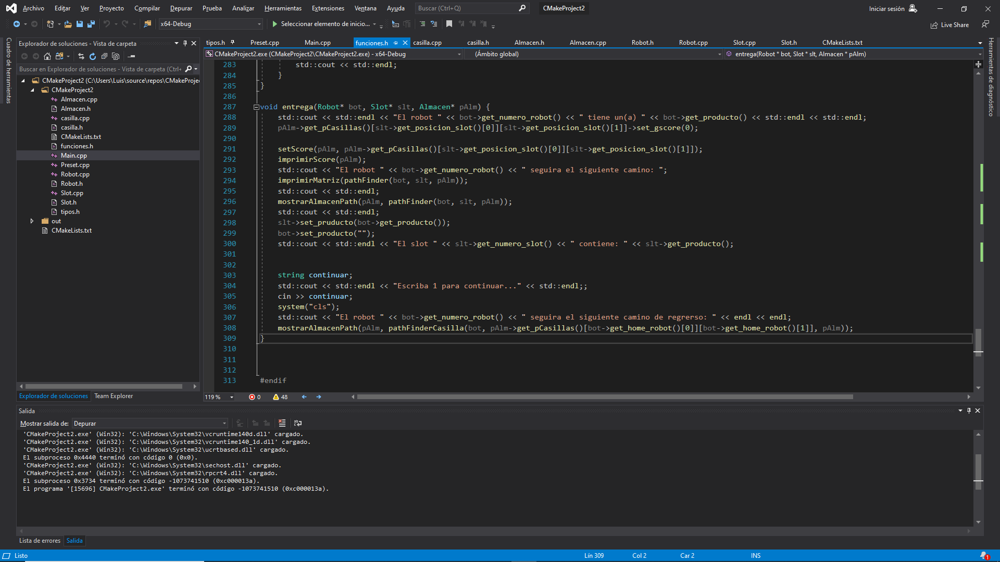 Archivo Editar Ver Proyecto Compilar Depurar Prueba Analizar Herramientas Extensiones Ventana Ayuda Buscar (Ctrl+Q) CMakeProject2 Iniciar sesión
x64-Debug Seleccionar elemento de inicio... Live Share
Cuadro de herramientas
Explorador de soluciones - Vista de carpeta
Buscar en Explorador de soluciones - Vista de carpeta (Ctrl+
CMakeProject2 (C:\Users\Luis\source\repos\CMakeProje
CMakeProject2
Almacen.cpp
Almacen.h
casilla.cpp
casilla.h
CMakeLists.txt
funciones.h
Main.cpp
Preset.cpp
Robot.cpp
Robot.h
Slot.cpp
Slot.h
tipos.h
out
CMakeLists.txt
Explorador de soluciones Team Explorer
tipos.h Preset.cpp Main.cpp funciones.h casilla.cpp casilla.h Almacen.h Almacen.cpp Robot.h Robot.cpp Slot.cpp Slot.h CMakeLists.txt
CMakeProject2.exe (CMakeProject2\CMakeProject2.exe) - x64-Debug (Ámbito global) entrega(Robot * bot, Slot * slt, Almacen * pAlm)
283 std::cout << std::endl;
284 }
285 }
286
287 void entrega(Robot* bot, Slot* slt, Almacen* pAlm) {
288 std::cout << std::endl << "El robot " << bot->get_numero_robot() << " tiene un(a) " << bot->get_producto() << std::endl << std::endl;
289 pAlm->get_pCasillas()[slt->get_posicion_slot()[0]][slt->get_posicion_slot()[1]]->set_gscore(0);
290
291 setScore(pAlm, pAlm->get_pCasillas()[slt->get_posicion_slot()[0]][slt->get_posicion_slot()[1]]);
292 imprimirScore(pAlm);
293 std::cout << "El robot " << bot->get_numero_robot() << " seguira el siguiente camino: ";
294 imprimirMatriz(pathFinder(bot, slt, pAlm));
295 std::cout << std::endl;
296 mostrarAlmacenPath(pAlm, pathFinder(bot, slt, pAlm));
297 std::cout << std::endl;
298 slt->set_pruducto(bot->get_producto());
299 bot->set_producto("");
300 std::cout << std::endl << "El slot " << slt->get_numero_slot() << " contiene: " << slt->get_producto();
301
302
303 string continuar;
304 std::cout << std::endl << "Escriba 1 para continuar..." << std::endl;;
305 cin >> continuar;
306 system("cls");
307 std::cout << "El robot " << bot->get_numero_robot() << " seguira el siguiente camino de regrerso: " << endl << endl;
308 mostrarAlmacenPath(pAlm, pathFinderCasilla(bot, pAlm->get_pCasillas()[bot->get_home_robot()[0]][bot->get_home_robot()[1]], pAlm));
309 }
310
311
312
313 #endif
119 % 0 48
Herramientas de diagnóstico
Salida
Mostrar salida de: Depurar
'CMakeProject2.exe' (Win32): 'C:\Windows\System32\vcruntime140d.dll' cargado.
'CMakeProject2.exe' (Win32): 'C:\Windows\System32\vcruntime140_1d.dll' cargado.
'CMakeProject2.exe' (Win32): 'C:\Windows\System32\ucrtbased.dll' cargado.
El subproceso 0x4440 terminó con código 0 (0x0).
'CMakeProject2.exe' (Win32): 'C:\Windows\System32\sechost.dll' cargado.
'CMakeProject2.exe' (Win32): 'C:\Windows\System32\rpcrt4.dll' cargado.
El subproceso 0x3734 terminó con código -1073741510 (0xc000013a).
El programa '[15696] CMakeProject2.exe' terminó con código -1073741510 (0xc000013a).
Lista de errores Salida
Listo Lín 309 Col 2 Car 2 INS 1